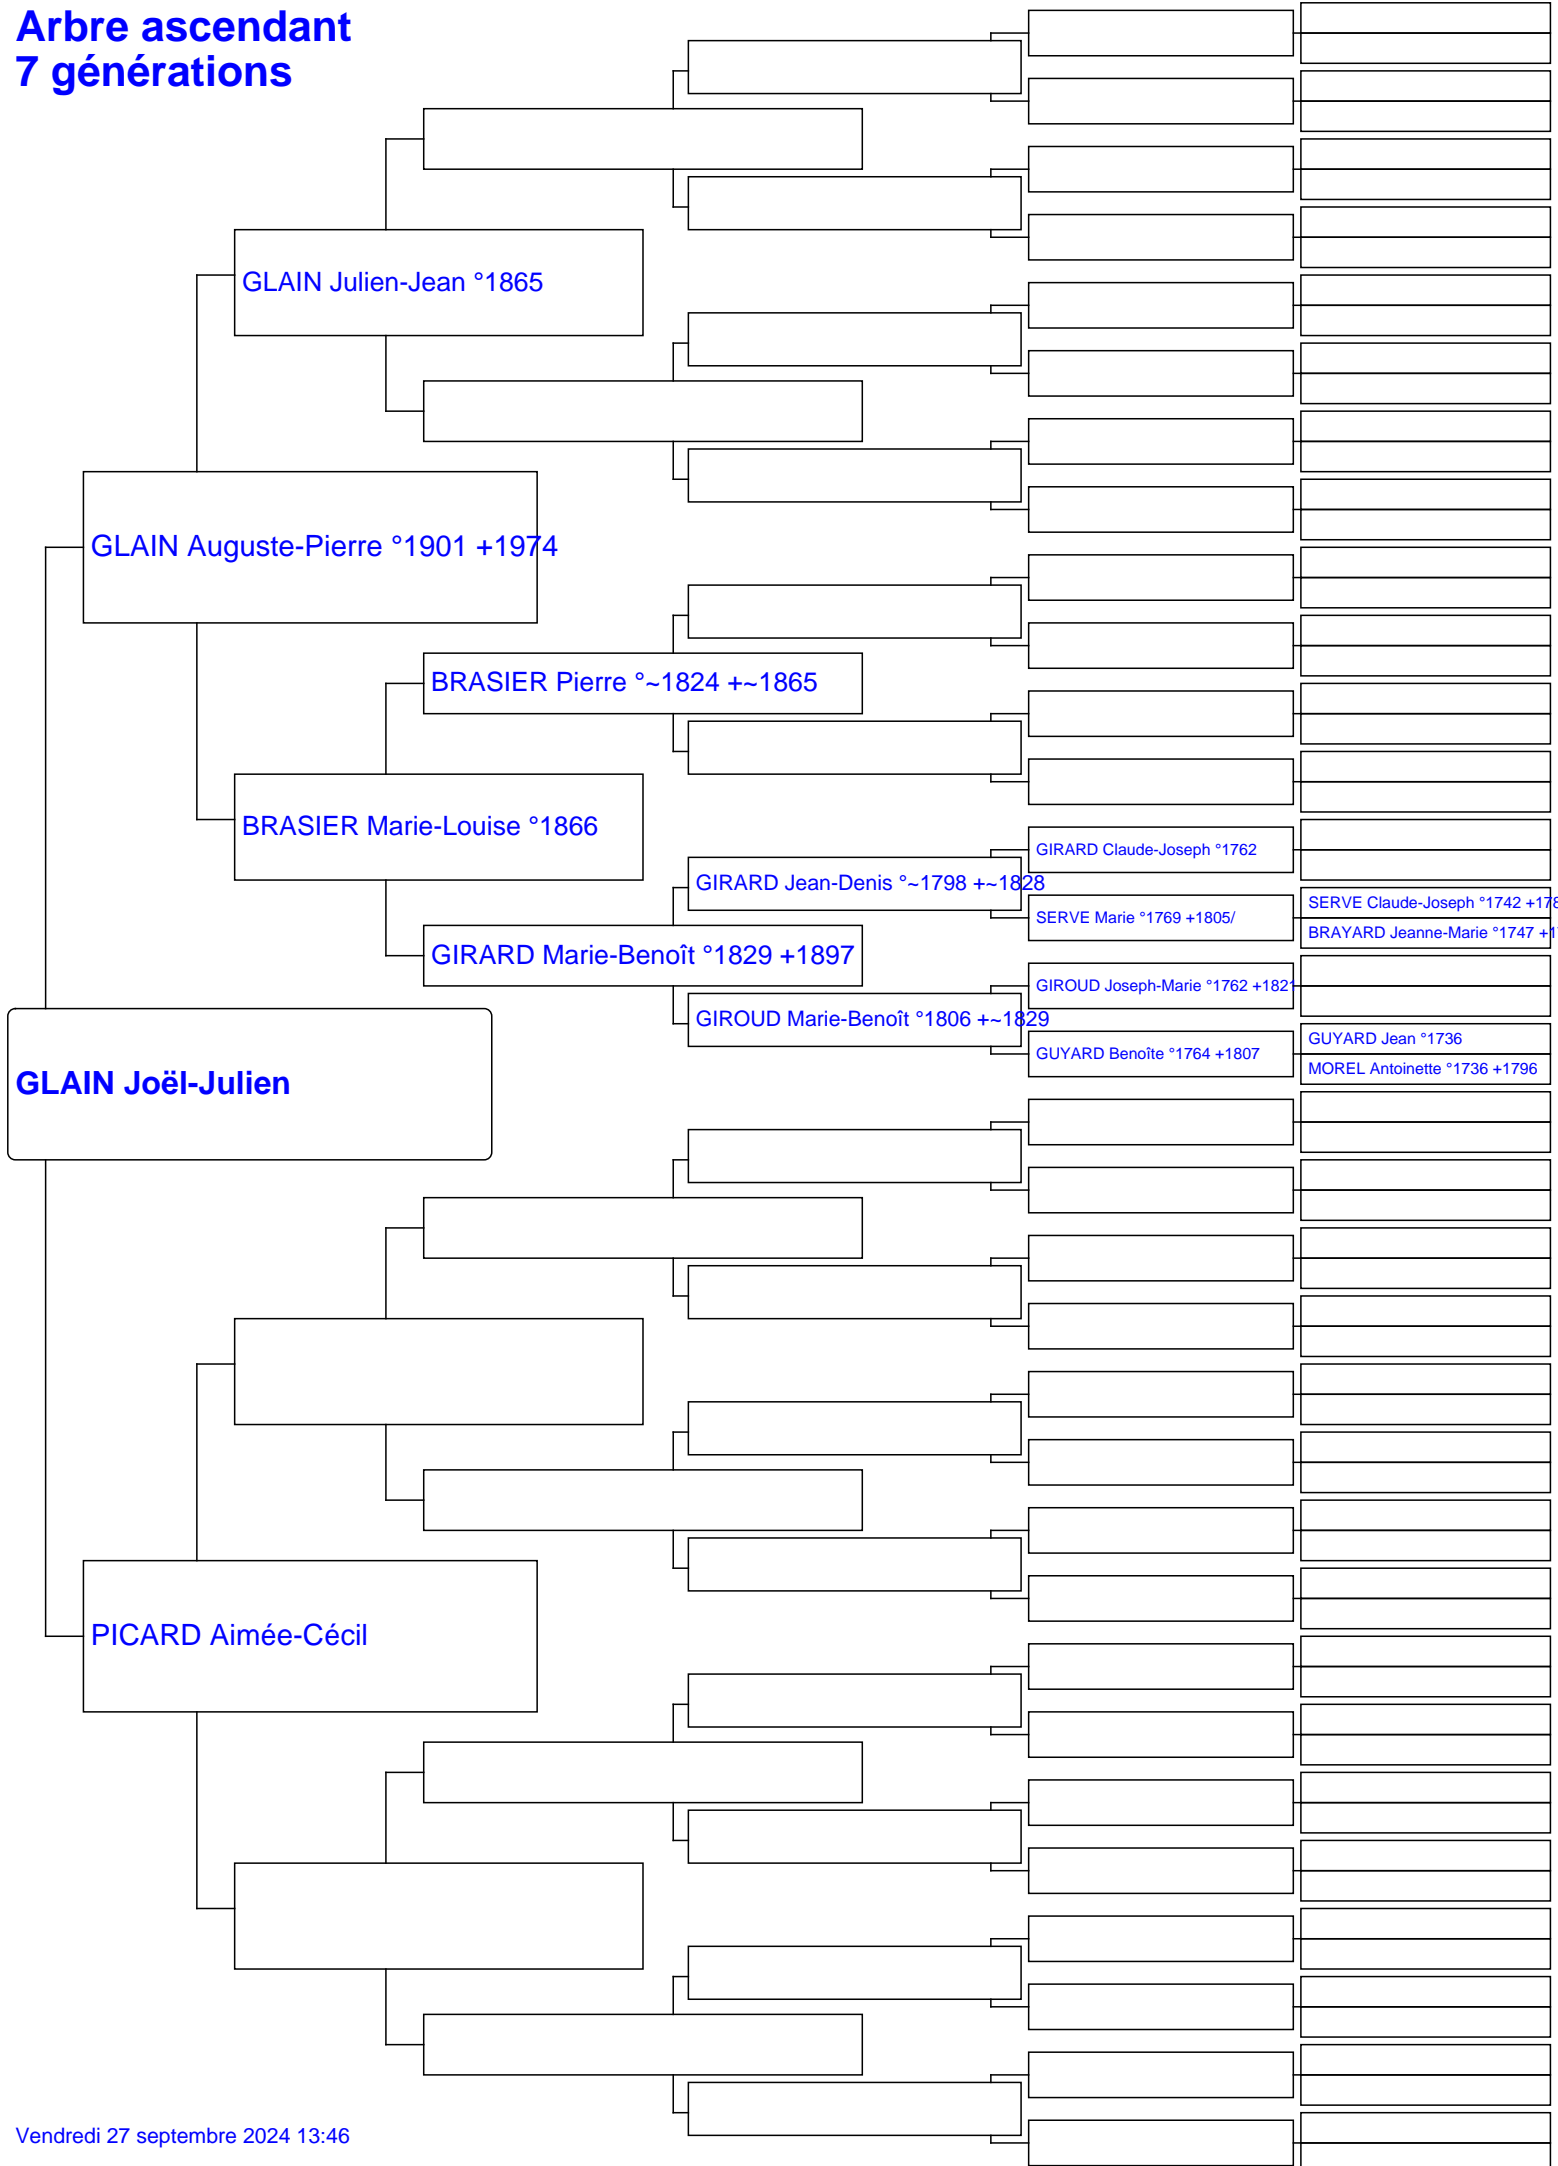 Arbre ascendant
7 générations
GLAIN Julien-Jean °1865
GLAIN Auguste-Pierre °1901 +1974
BRASIER Pierre °~1824 +~1865
BRASIER Marie-Louise °1866
GIRARD Claude-Joseph °1762
GIRARD Jean-Denis °~1798 +~1828
SERVE Claude-Joseph °1742 +178
SERVE Marie °1769 +1805/
BRAYARD Jeanne-Marie °1747 +1
GIRARD Marie-Benoît °1829 +1897
GIROUD Joseph-Marie °1762 +1821
GIROUD Marie-Benoît °1806 +~1829
GUYARD Jean °1736
GUYARD Benoîte °1764 +1807
MOREL Antoinette °1736 +1796
GLAIN Joël-Julien
PICARD Aimée-Cécil
Vendredi 27 septembre 2024 13:46